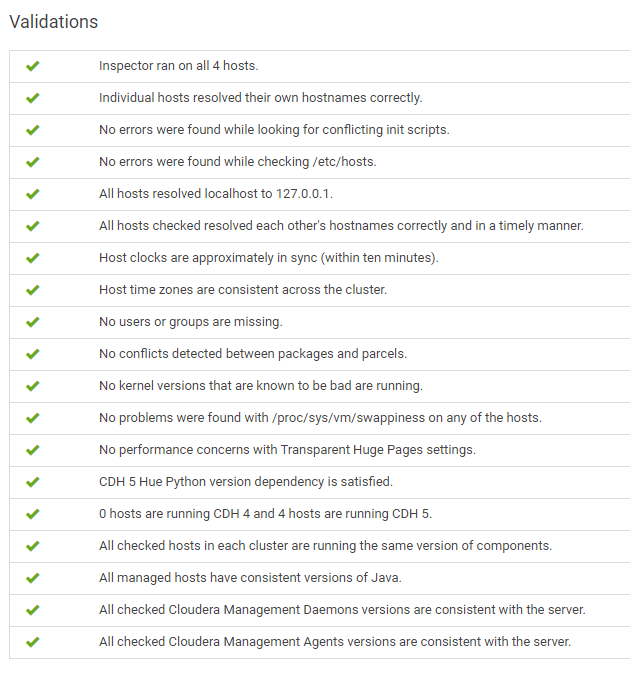 Validations
Inspector ran on all 4 hosts.
Individual hosts resolved their own hostnames correctly.
No errors were found while looking for conflicting init scripts.
No errors were found while checking /etc/hosts.
All hosts resolved localhost to 127.0.0.1.
All hosts checked resolved each other's hostnames correctly and in a timely manner.
Host clocks are approximately in sync (within ten minutes).
Host time zones are consistent across the cluster.
No users or groups are missing.
No conflicts detected between packages and parcels.
No kernel versions that are known to be bad are running.
No problems were found with /proc/sys/vm/swappiness on any of the hosts.
No performance concerns with Transparent Huge Pages settings.
CDH 5 Hue Python version dependency is satisfied.
0 hosts are running CDH 4 and 4 hosts are running CDH 5.
All checked hosts in each cluster are running the same version of components.
All managed hosts have consistent versions of Java.
All checked Cloudera Management Daemons versions are consistent with the server.
All checked Cloudera Management Agents versions are consistent with the server.